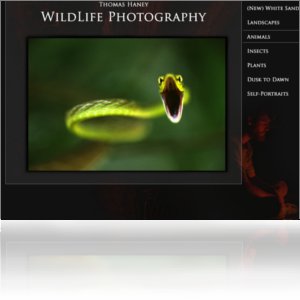 Thomas Haney
WildLife Photography
(New) White Sand
Landscapes
Animals
Insects
Plants
Dusk to Dawn
Self-Portraits